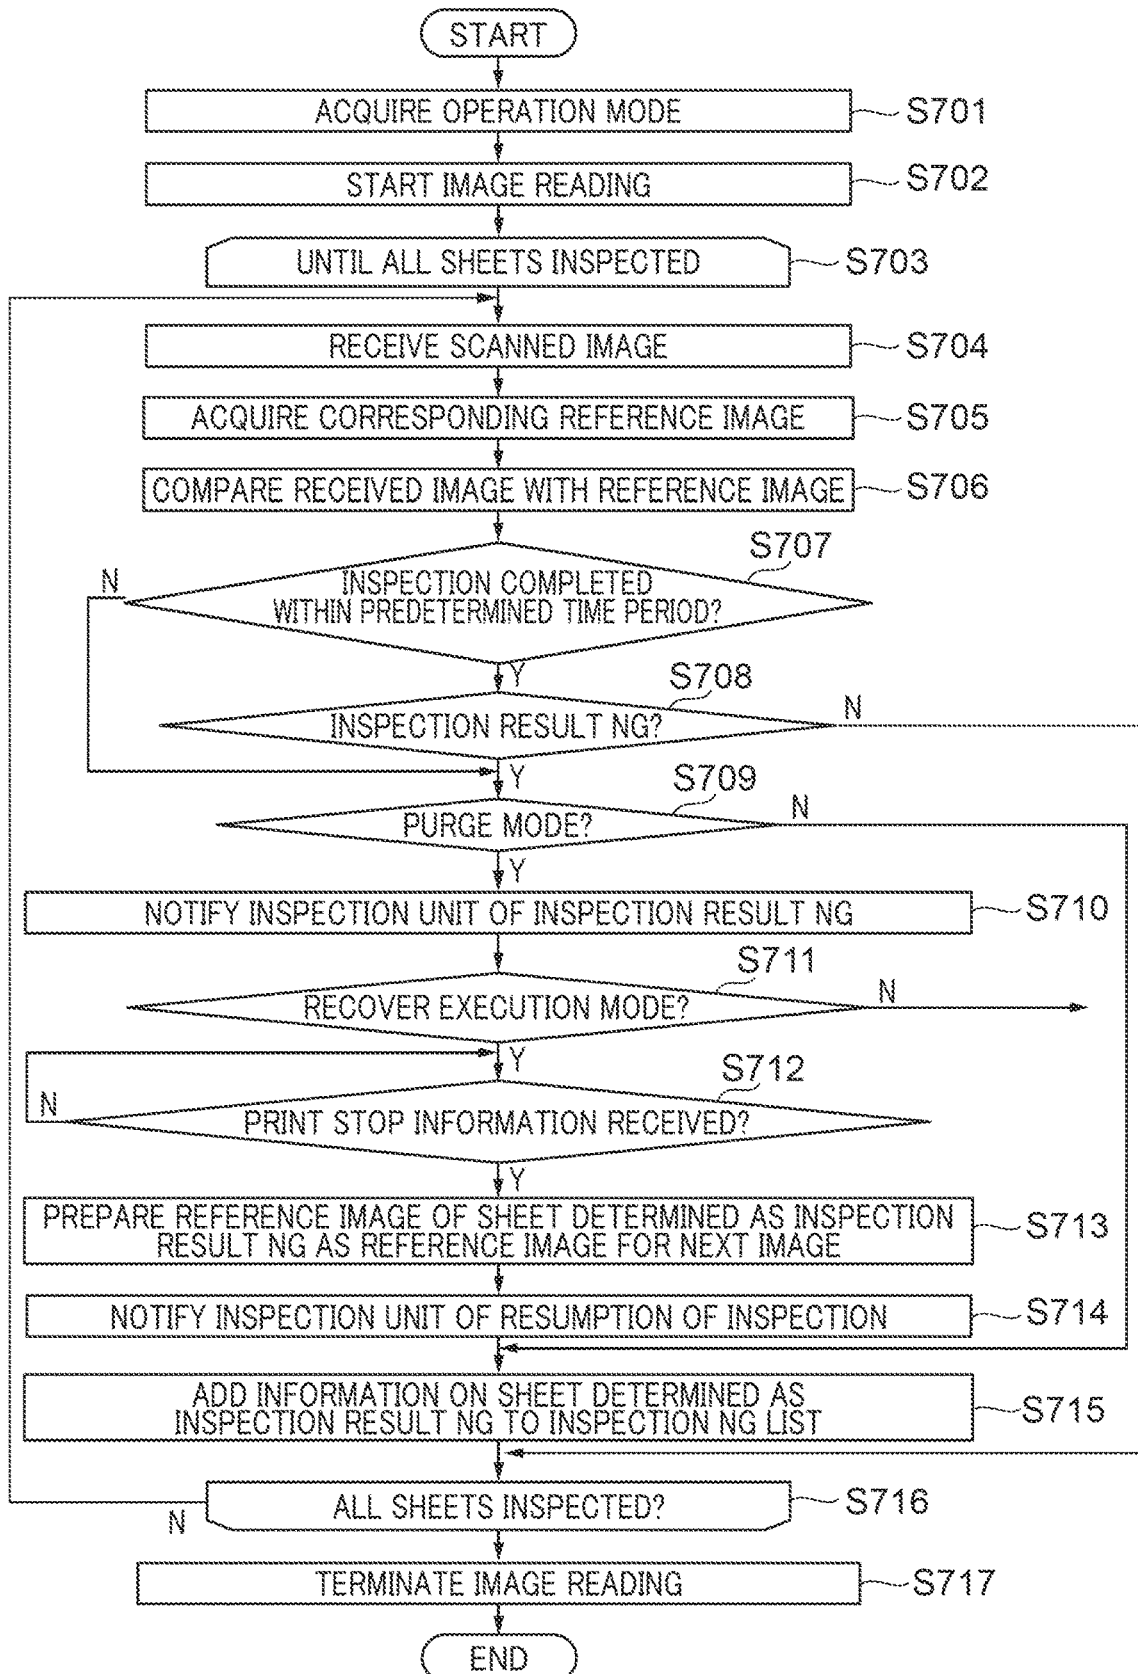 START
ACQUIRE OPERATION MODE
S701
START IMAGE READING
S702
UNTIL ALL SHEETS INSPECTED
S703
RECEIVE SCANNED IMAGE
S704
ACQUIRE CORRESPONDING REFERENCE IMAGE
S705
COMPARE RECEIVED IMAGE WITH REFERENCE IMAGE
S706
S707
N
INSPECTION COMPLETED
WITHIN PREDETERMINED TIME PERIOD?
Y
S708
INSPECTION RESULT NG?
N
Y
S709
PURGE MODE?
N
Y
NOTIFY INSPECTION UNIT OF INSPECTION RESULT NG
S710
S711
RECOVER EXECUTION MODE?
N
Y
S712
N
PRINT STOP INFORMATION RECEIVED?
Y
PREPARE REFERENCE IMAGE OF SHEET DETERMINED AS INSPECTION
RESULT NG AS REFERENCE IMAGE FOR NEXT IMAGE
S713
NOTIFY INSPECTION UNIT OF RESUMPTION OF INSPECTION
S714
ADD INFORMATION ON SHEET DETERMINED AS
INSPECTION RESULT NG TO INSPECTION NG LIST
S715
ALL SHEETS INSPECTED?
S716
N
TERMINATE IMAGE READING
S717
END